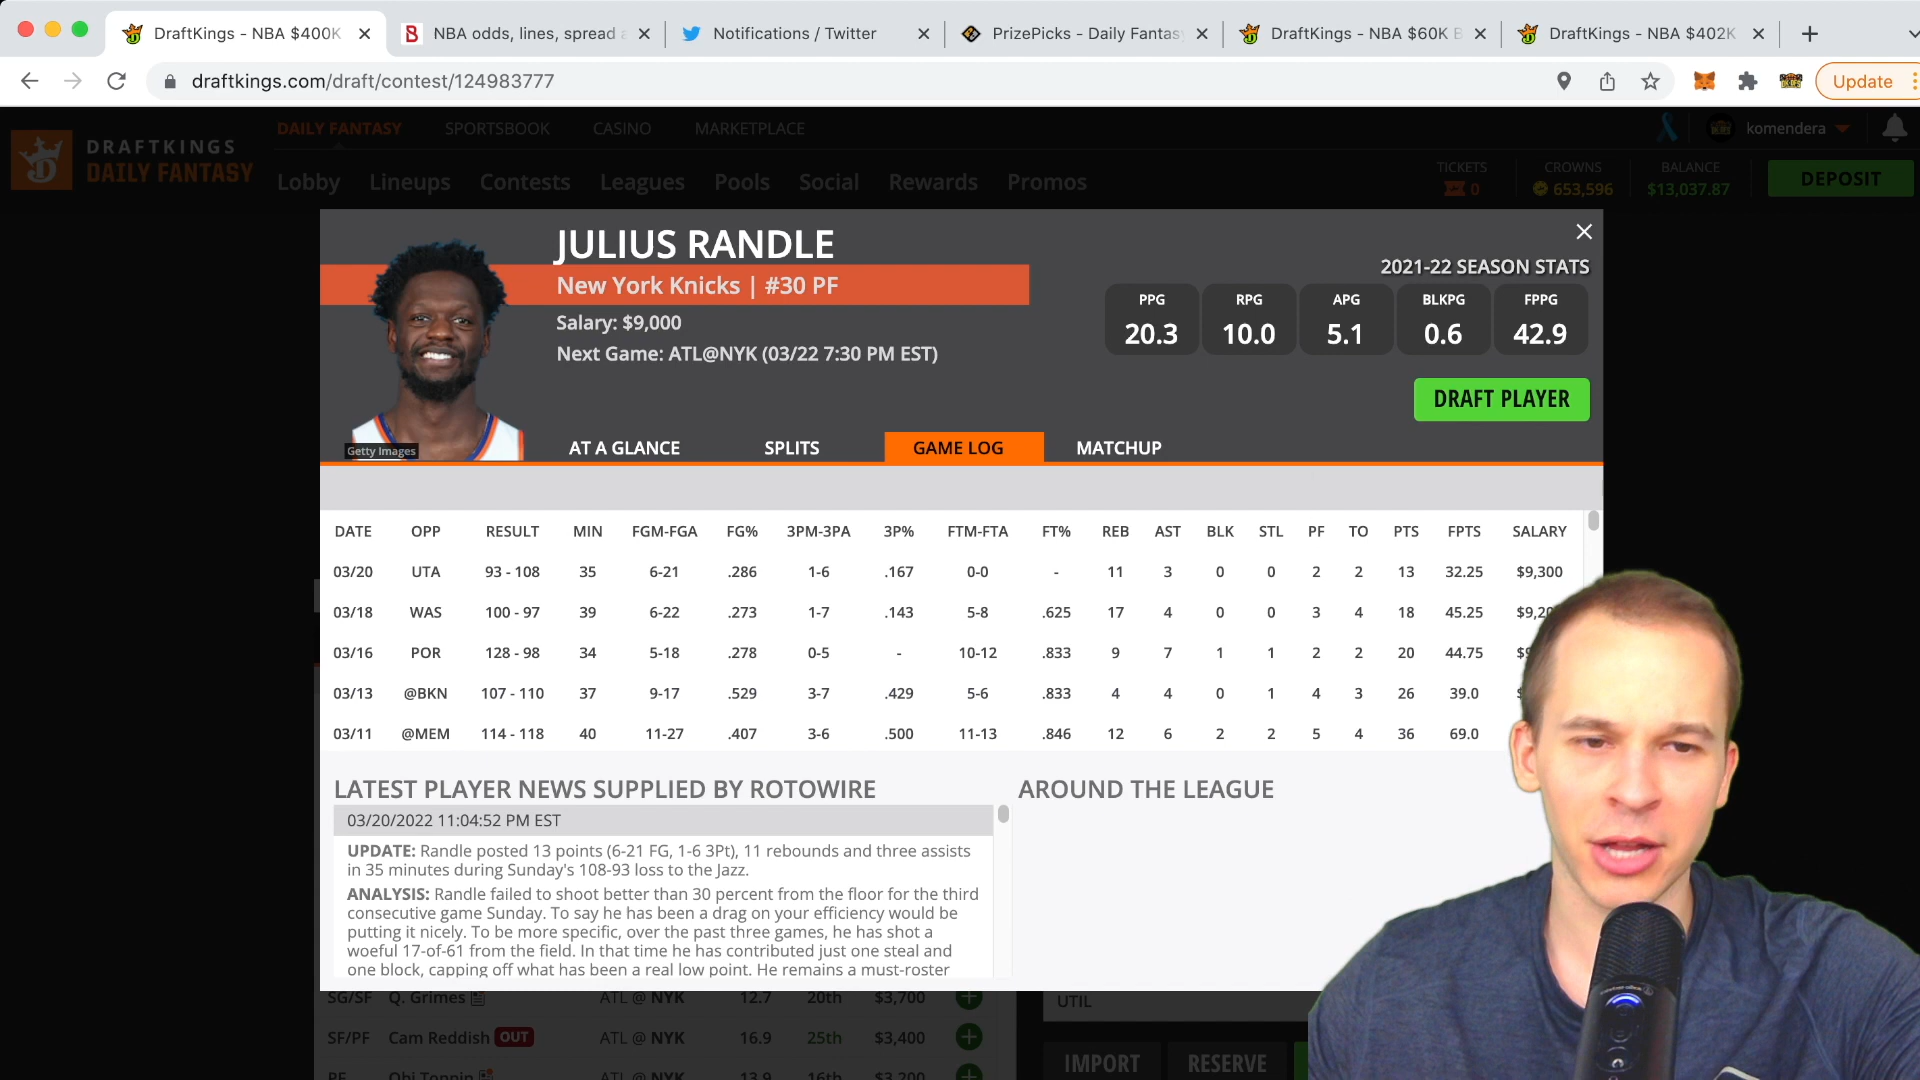 DraftKings - NBA $400K
NBA odds, lines, spread a
Notifications / Twitter
PrizePicks - Daily Fantasy
DraftKings - NBA $60K B
DraftKings - NBA $402K
draftkings.com/draft/contest/124983777
Update
DRAFTKINGS
DAILY FANTASY
DAILY FANTASY SPORTSBOOK CASINO MARKETPLACE
komendera
Lobby Lineups Contests Leagues Pools Social Rewards Promos
TICKETS
0
CROWNS
653,596
BALANCE
$13,037.87
DEPOSIT
JULIUS RANDLE
New York Knicks | #30 PF
Salary: $9,000
Next Game: ATL@NYK (03/22 7:30 PM EST)
Getty Images
2021-22 SEASON STATS
PPG RPG APG BLKPG FPPG
20.3 10.0 5.1 0.6 42.9
DRAFT PLAYER
AT A GLANCE SPLITS GAME LOG MATCHUP
DATE OPP RESULT MIN FGM-FGA FG% 3PM-3PA 3P% FTM-FTA FT% REB AST BLK STL PF TO PTS FPTS SALARY
03/20 UTA 93 - 108 35 6-21 .286 1-6 .167 0-0 - 11 3 0 0 2 2 13 32.25 $9,300
03/18 WAS 100 - 97 39 6-22 .273 1-7 .143 5-8 .625 17 4 0 0 3 4 18 45.25 $9,20
03/16 POR 128 - 98 34 5-18 .278 0-5 - 10-12 .833 9 7 1 1 2 2 20 44.75
03/13 @BKN 107 - 110 37 9-17 .529 3-7 .429 5-6 .833 4 4 0 1 4 3 26 39.0
03/11 @MEM 114 - 118 40 11-27 .407 3-6 .500 11-13 .846 12 6 2 2 5 4 36 69.0
LATEST PLAYER NEWS SUPPLIED BY ROTOWIRE
03/20/2022 11:04:52 PM EST
UPDATE: Randle posted 13 points (6-21 FG, 1-6 3Pt), 11 rebounds and three assists
in 35 minutes during Sunday's 108-93 loss to the Jazz.
ANALYSIS: Randle failed to shoot better than 30 percent from the floor for the third
consecutive game Sunday. To say he has been a drag on your efficiency would be
putting it nicely. To be more specific, over the past three games, he has shot a
woeful 17-of-61 from the field. In that time he has contributed just one steal and
one block, capping off what has been a real low point. He remains a must-roster
AROUND THE LEAGUE
SG/SF Q. Grimes ATL @ NYK 12.7 20th $3,700
SF/PF Cam Reddish OUT ATL @ NYK 16.9 25th $3,400
PF Obi Toppin ATL @ NYK 13.9 16th $3,200
UTIL
IMPORT RESERVE